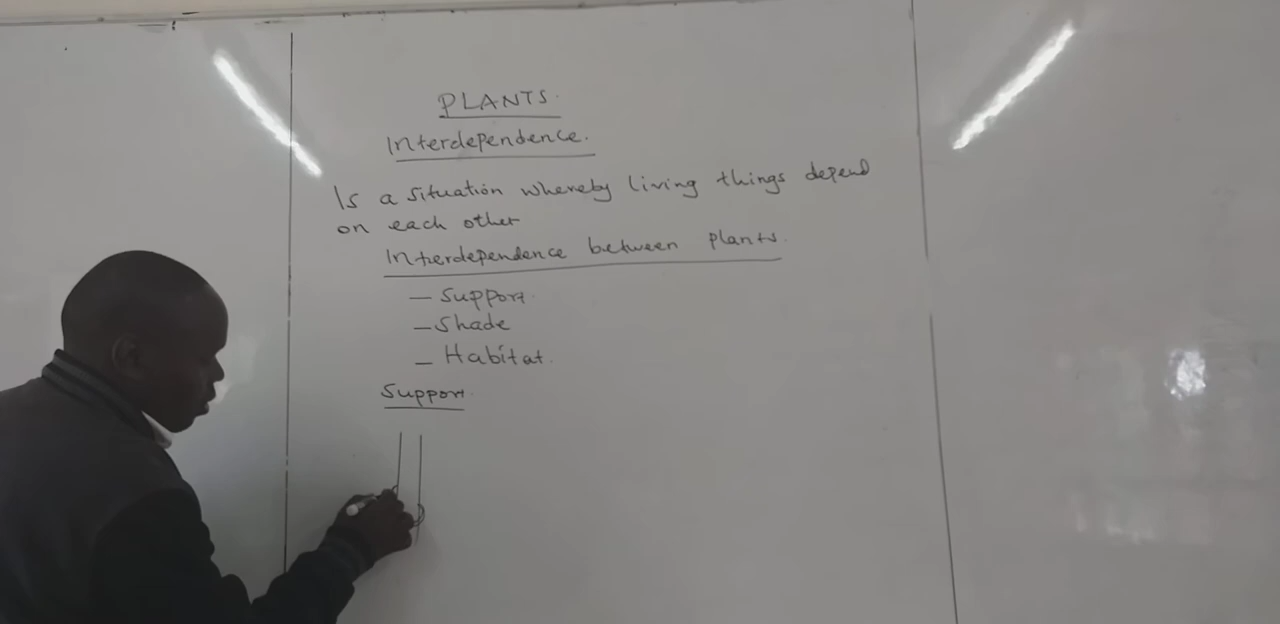 PLANTS.
Interdependence.
Is a situation whereby living things depend
on each other
Interdependence between plants.
- Support.
- Shade
- Habitat.
Support